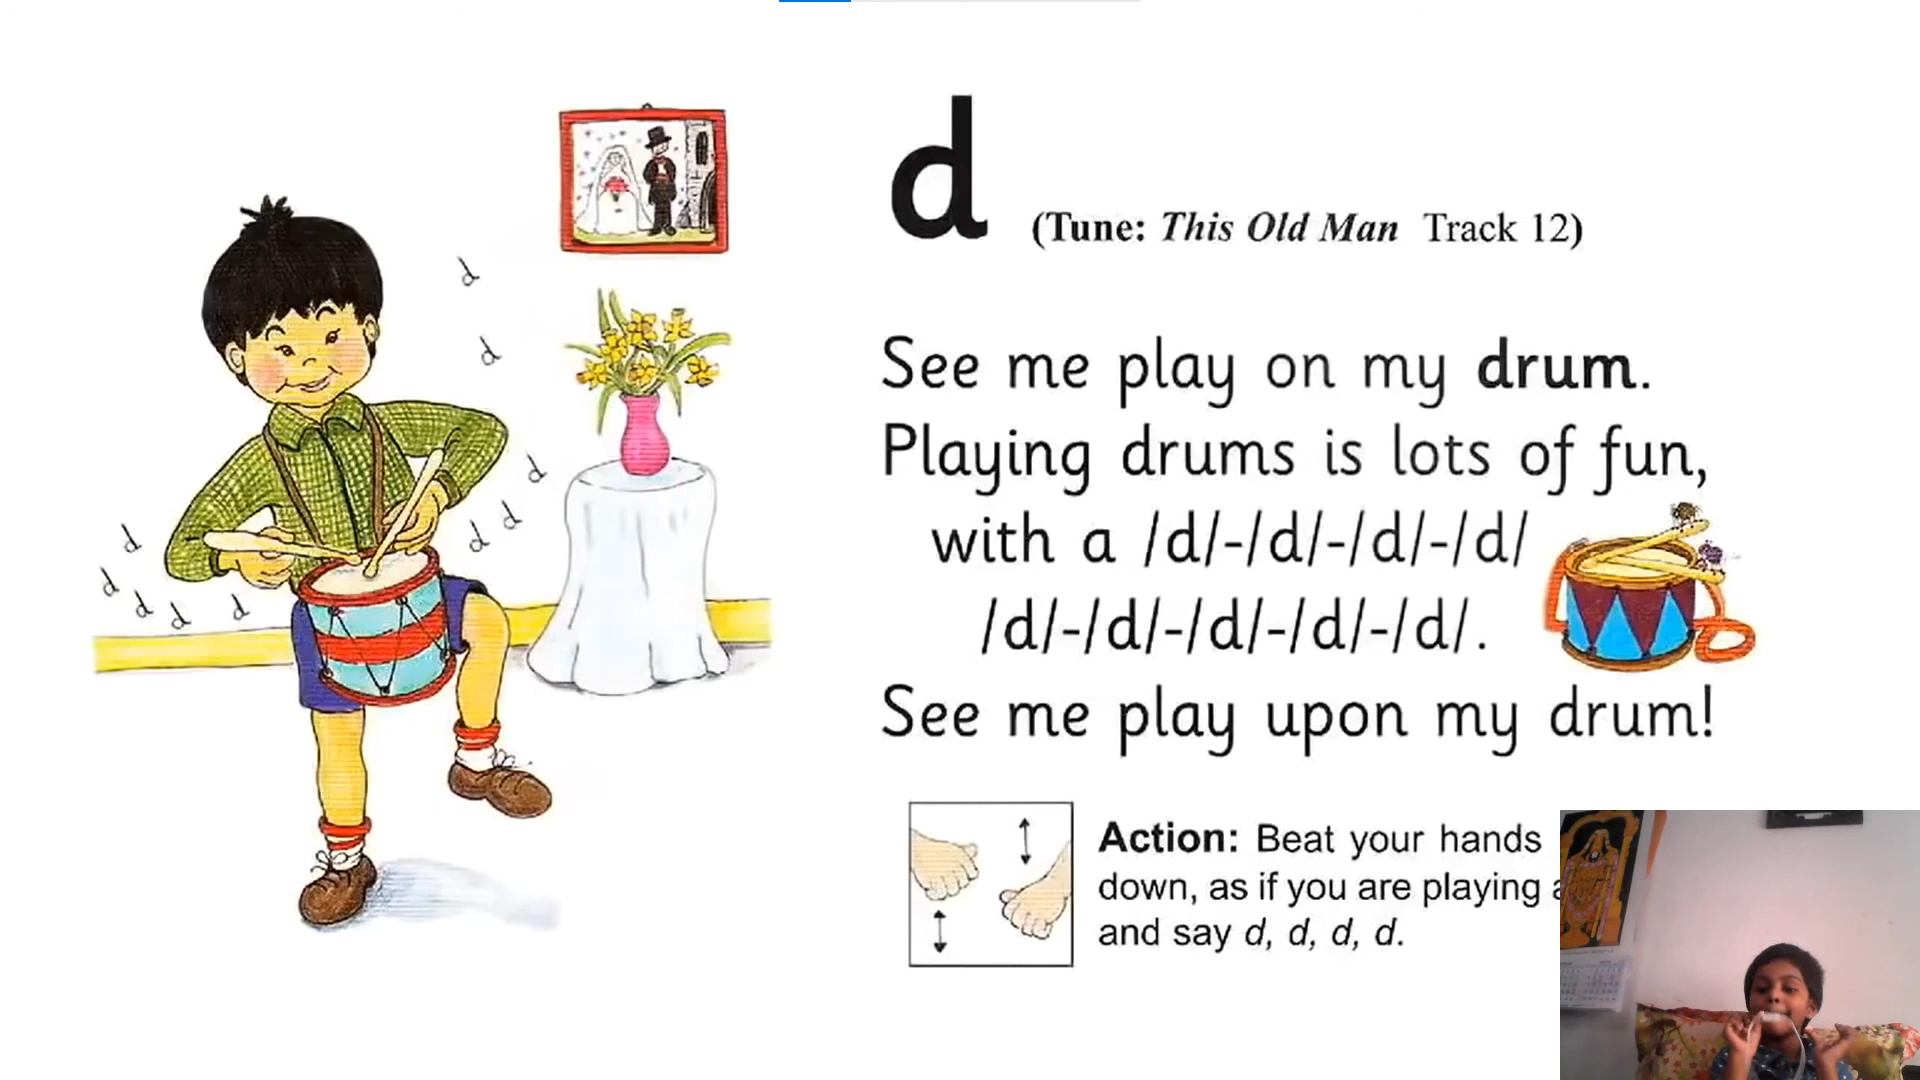 d
(Tune: This Old Man Track 12)
See me play on my drum.
Playing drums is lots of fun,
with a /d/-/d/-/d/-/d/
/d/-/d/-/d/-/d/-/d/.
See me play upon my drum!
Action: Beat your hands
down, as if you are playing
and say d, d, d, d.
d
d
d
d
d
d
d
d
d
d